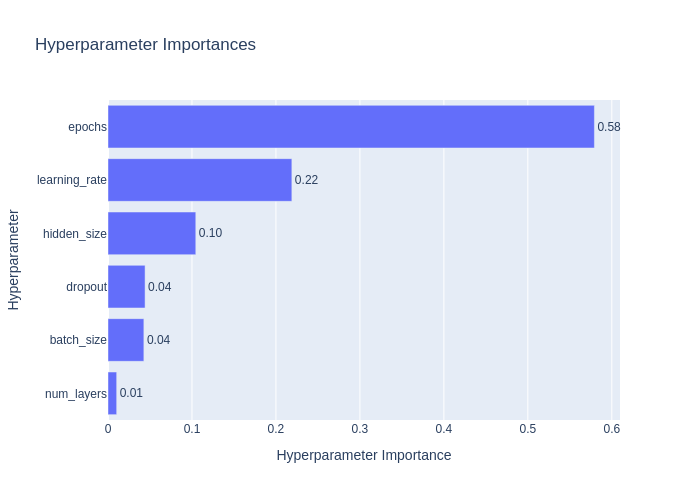 Hyperparameter Importances
epochs 0.58
learning_rate 0.22
hidden_size 0.10
dropout 0.04
batch_size 0.04
num_layers 0.01
0 0.1 0.2 0.3 0.4 0.5 0.6
Hyperparameter Importance
Hyperparameter